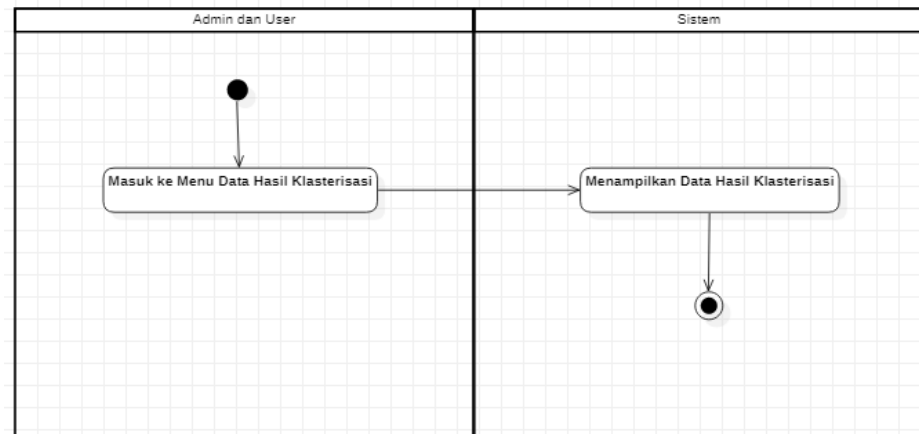 Admin dan User
Sistem
Masuk ke Menu Data Hasil Klasterisasi
Menampilkan Data Hasil Klasterisasi